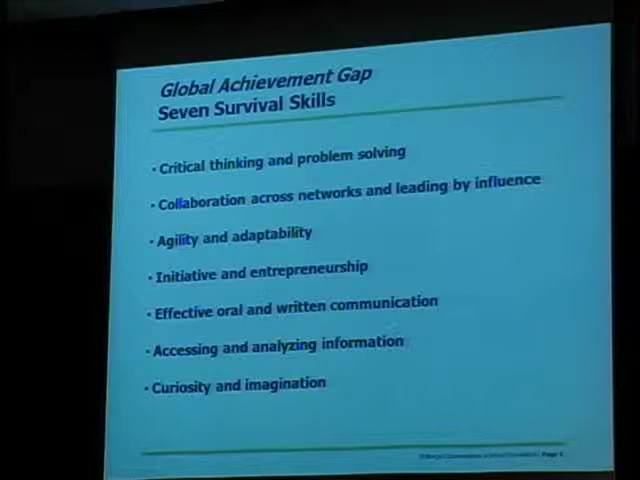 Global Achievement Gap
Seven Survival Skills
• Critical thinking and problem solving
• Collaboration across networks and leading by influence
• Agility and adaptability
• Initiative and entrepreneurship
• Effective oral and written communication
• Accessing and analyzing information
• Curiosity and imagination
Page